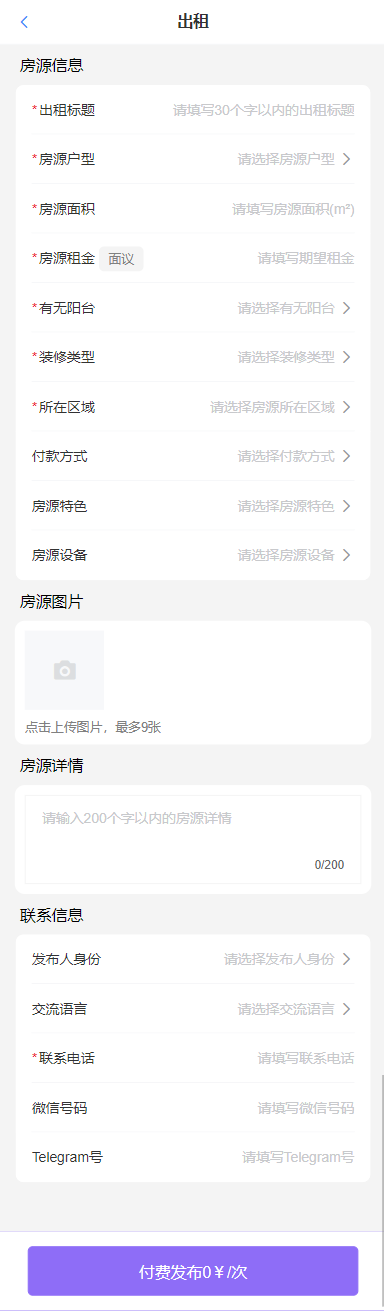 出租
房源信息
*出租标题 请填写30个字以内的出租标题
*房源户型 请选择房源户型
*房源面积 请填写房源面积(m²)
*房源租金 面议 请填写期望租金
*有无阳台 请选择有无阳台
*装修类型 请选择装修类型
*所在区域 请选择房源所在区域
付款方式 请选择付款方式
房源特色 请选择房源特色
房源设备 请选择房源设备
房源图片
点击上传图片，最多9张
房源详情
请输入200个字以内的房源详情
0/200
联系信息
发布人身份 请选择发布人身份
交流语言 请选择交流语言
*联系电话 请填写联系电话
微信号码 请填写微信号码
Telegram号 请填写Telegram号
付费发布0￥/次